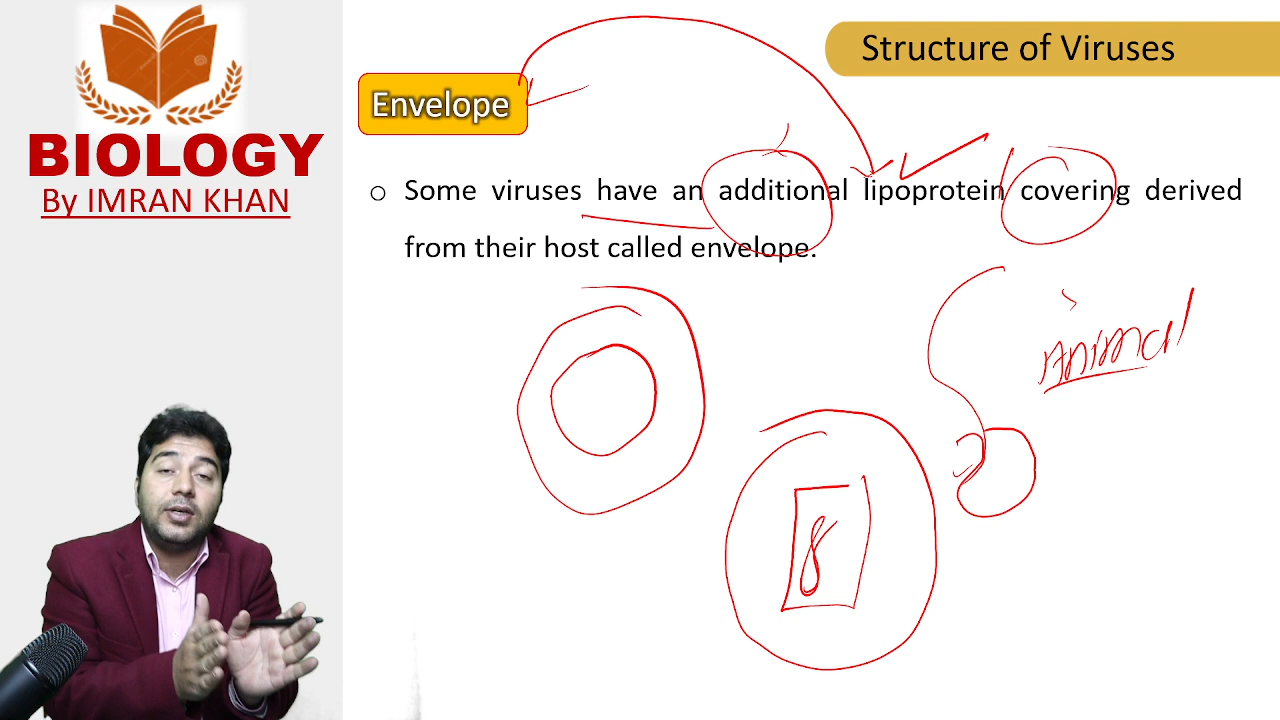 Structure of Viruses
Envelope
BIOLOGY
By IMRAN KHAN
o Some viruses have an additional lipoprotein covering derived
from their host called envelope.
Animal
8